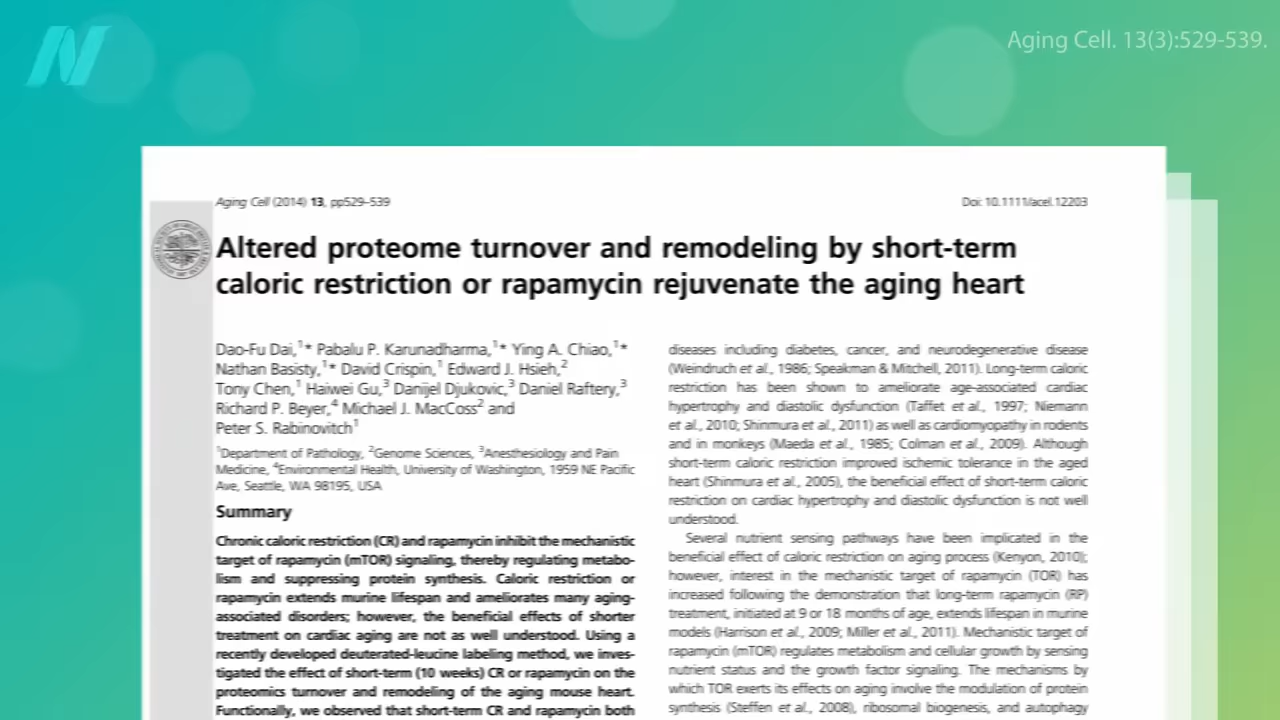 Aging Cell. 13(3):529-539.
Aging Cell (2014) 13, pp529–539
Doi: 10.1111/acel.12203
Altered proteome turnover and remodeling by short-term
caloric restriction or rapamycin rejuvenate the aging heart
Dao-Fu Dai,¹* Pabalu P. Karunadharma,¹* Ying A. Chiao,¹*
Nathan Basisty,¹* David Crispin,¹ Edward J. Hsieh,²
Tony Chen,¹ Haiwei Gu,³ Danijel Djukovic,³ Daniel Raftery,³
Richard P. Beyer,⁴ Michael J. MacCoss² and
Peter S. Rabinovitch¹
¹Department of Pathology, ²Genome Sciences, ³Anesthesiology and Pain
Medicine, ⁴Environmental Health, University of Washington, 1959 NE Pacific
Ave, Seattle, WA 98195, USA
Summary
Chronic caloric restriction (CR) and rapamycin inhibit the mechanistic
target of rapamycin (mTOR) signaling, thereby regulating metabo-
lism and suppressing protein synthesis. Caloric restriction or
rapamycin extends murine lifespan and ameliorates many aging-
associated disorders; however, the beneficial effects of shorter
treatment on cardiac aging are not as well understood. Using a
recently developed deuterated-leucine labeling method, we inves-
tigated the effect of short-term (10 weeks) CR or rapamycin on the
proteomics turnover and remodeling of the aging mouse heart.
Functionally, we observed that short-term CR and rapamycin both
diseases including diabetes, cancer, and neurodegenerative disease
(Weindruch et al., 1986; Speakman & Mitchell, 2011). Long-term caloric
restriction has been shown to ameliorate age-associated cardiac
hypertrophy and diastolic dysfunction (Taffet et al., 1997; Niemann
et al., 2010; Shinmura et al., 2011) as well as cardiomyopathy in rodents
and in monkeys (Maeda et al., 1985; Colman et al., 2009). Although
short-term caloric restriction improved ischemic tolerance in the aged
heart (Shinmura et al., 2005), the beneficial effect of short-term caloric
restriction on cardiac hypertrophy and diastolic dysfunction is not well
understood.
Several nutrient sensing pathways have been implicated in the
beneficial effect of caloric restriction on aging process (Kenyon, 2010);
however, interest in the mechanistic target of rapamycin (TOR) has
increased following the demonstration that long-term rapamycin (RP)
treatment, initiated at 9 or 18 months of age, extends lifespan in murine
models (Harrison et al., 2009; Miller et al., 2011). Mechanistic target of
rapamycin (mTOR) regulates metabolism and cellular growth by sensing
nutrient status and the growth factor signaling. The mechanisms by
which TOR exerts its effects on aging involve the modulation of protein
synthesis (Steffen et al., 2008), ribosomal biogenesis, and autophagy